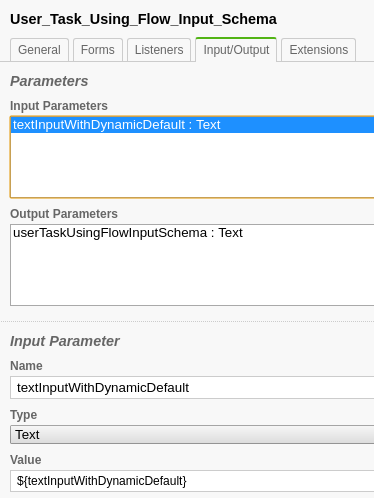 User_Task_Using_Flow_Input_Schema
General Forms Listeners Input/Output Extensions
Parameters
Input Parameters
textInputWithDynamicDefault : Text
Output Parameters
userTaskUsingFlowInputSchema : Text
Input Parameter
Name
textInputWithDynamicDefault
Type
Text
Value
${textInputWithDynamicDefault}